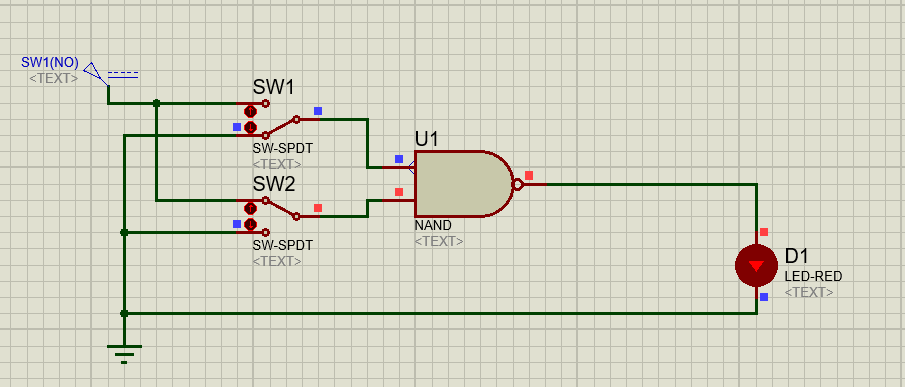 SW1(NO)
<TEXT>
SW1
SW-SPDT
<TEXT>
SW2
SW-SPDT
<TEXT>
U1
NAND
<TEXT>
D1
LED-RED
<TEXT>